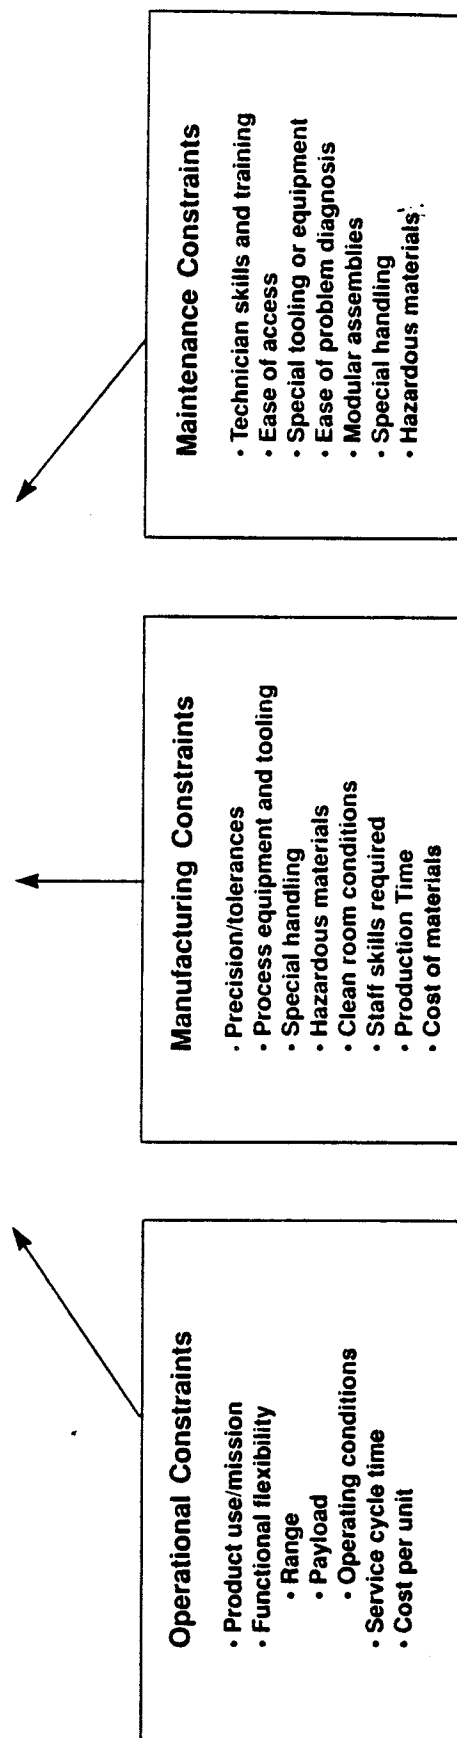 Operational Constraints
• Product use/mission
• Functional flexibility
• Range
• Payload
• Operating conditions
• Service cycle time
• Cost per unit
Manufacturing Constraints
• Precision/tolerances
• Process equipment and tooling
• Special handling
• Hazardous materials
• Clean room conditions
• Staff skills required
• Production Time
• Cost of materials
Maintenance Constraints
• Technician skills and training
• Ease of access
• Special tooling or equipment
• Ease of problem diagnosis
• Modular assemblies
• Special handling
• Hazardous materials